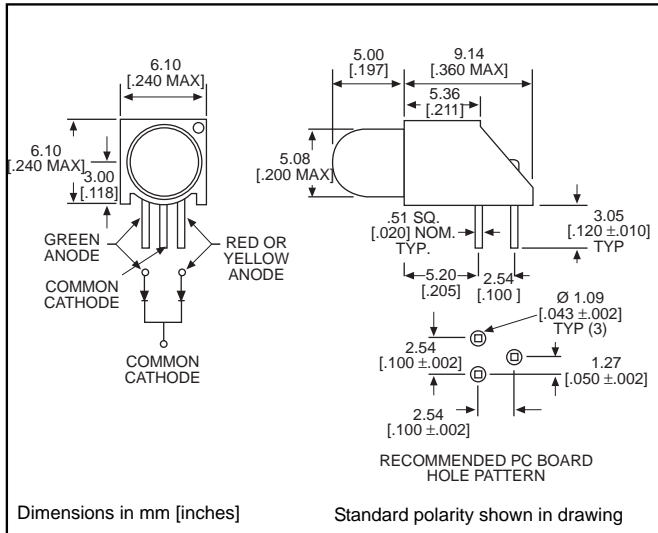 6.10
[.240 MAX]
6.10
[.240 MAX]
3.00
[.118]
GREEN
ANODE
RED OR
YELLOW
ANODE
COMMON
CATHODE
COMMON
CATHODE
5.00
[.197]
9.14
[.360 MAX]
5.36
[.211]
5.08
[.200 MAX]
.51 SQ.
[.020] NOM.
TYP.
3.05
[.120 ±.010]
TYP
5.20
[.205]
2.54
[.100 ]
Ø 1.09
[.043 ±.002]
TYP (3)
2.54
[.100 ±.002]
1.27
[.050 ±.002]
2.54
[.100 ±.002]
RECOMMENDED PC BOARD
HOLE PATTERN
Dimensions in mm [inches]
Standard polarity shown in drawing